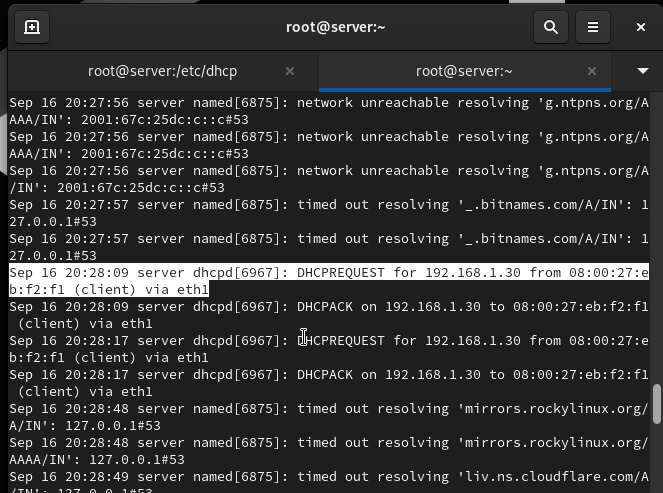 root@server:~
root@server:/etc/dhcp
root@server:~
Sep 16 20:27:56 server named[6875]: network unreachable resolving 'g.ntpns.org/A
AAA/IN': 2001:67c:25dc:c::c#53
Sep 16 20:27:56 server named[6875]: network unreachable resolving 'g.ntpns.org/A
AAA/IN': 2001:67c:25dc:c::c#53
Sep 16 20:27:56 server named[6875]: network unreachable resolving 'g.ntpns.org/A
/IN': 2001:67c:25dc:c::c#53
Sep 16 20:27:57 server named[6875]: timed out resolving '_.bitnames.com/A/IN': 1
27.0.0.1#53
Sep 16 20:27:57 server named[6875]: timed out resolving '_.bitnames.com/A/IN': 1
27.0.0.1#53
Sep 16 20:28:09 server dhcpd[6967]: DHCPREQUEST for 192.168.1.30 from 08:00:27:e
b:f2:f1 (client) via eth1
Sep 16 20:28:09 server dhcpd[6967]: DHCPACK on 192.168.1.30 to 08:00:27:eb:f2:f1
(client) via eth1
Sep 16 20:28:17 server dhcpd[6967]: DHCPREQUEST for 192.168.1.30 from 08:00:27:e
b:f2:f1 (client) via eth1
Sep 16 20:28:17 server dhcpd[6967]: DHCPACK on 192.168.1.30 to 08:00:27:eb:f2:f1
(client) via eth1
Sep 16 20:28:48 server named[6875]: timed out resolving 'mirrors.rockylinux.org/
A/IN': 127.0.0.1#53
Sep 16 20:28:48 server named[6875]: timed out resolving 'mirrors.rockylinux.org/
AAAA/IN': 127.0.0.1#53
Sep 16 20:28:49 server named[6875]: timed out resolving 'liv.ns.cloudflare.com/A
/IN': 127.0.0.1#53